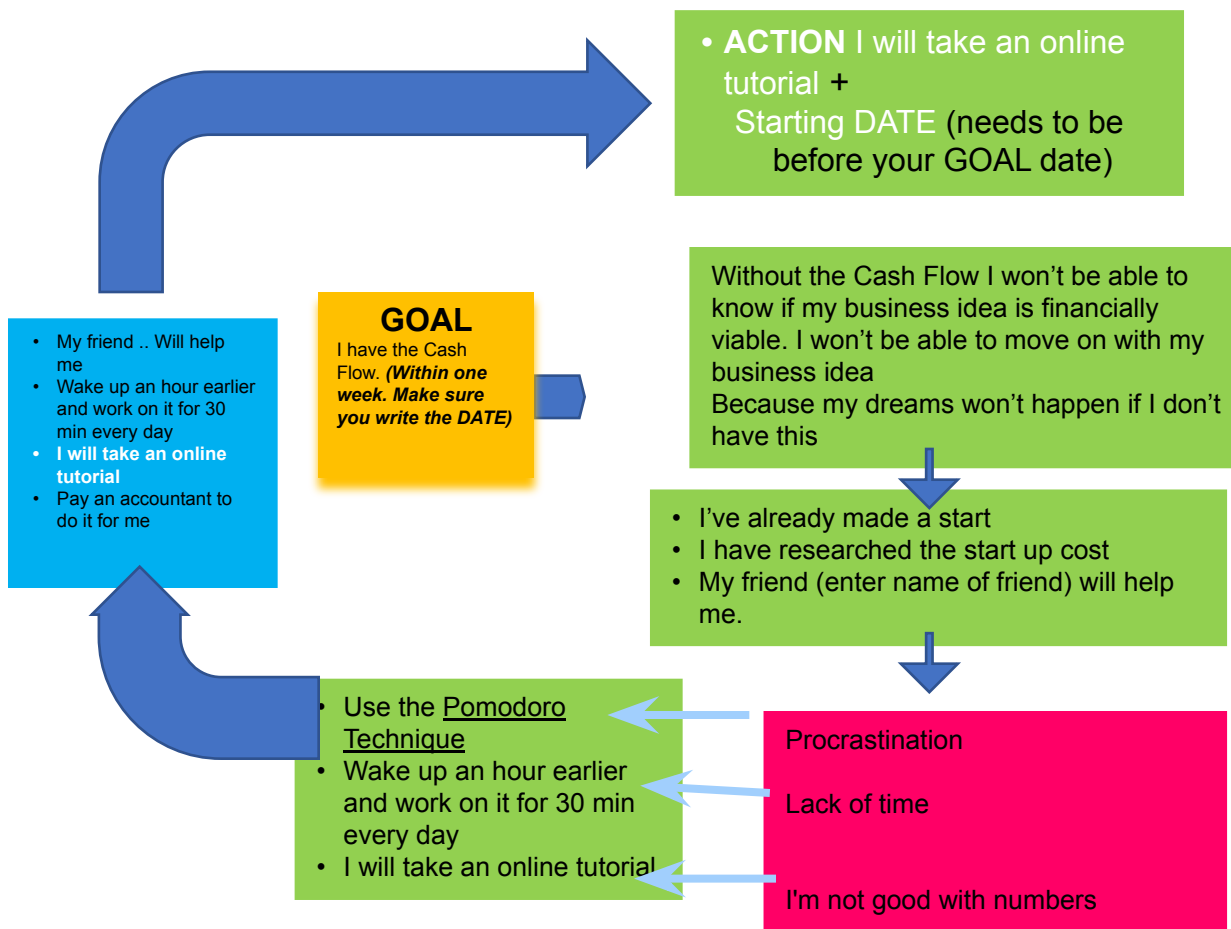 • ACTION I will take an online
tutorial +
Starting DATE (needs to be
before your GOAL date)
Without the Cash Flow I won’t be able to
know if my business idea is financially
viable. I won’t be able to move on with my
business idea
Because my dreams won’t happen if I don’t
have this
GOAL
I have the Cash
Flow. (Within one
week. Make sure
you write the DATE)
• My friend .. Will help
me
• Wake up an hour earlier
and work on it for 30
min every day
• I will take an online
tutorial
• Pay an accountant to
do it for me
• I’ve already made a start
• I have researched the start up cost
• My friend (enter name of friend) will help
me.
• Use the Pomodoro
Technique
• Wake up an hour earlier
and work on it for 30 min
every day
• I will take an online tutorial
Procrastination
Lack of time
I'm not good with numbers